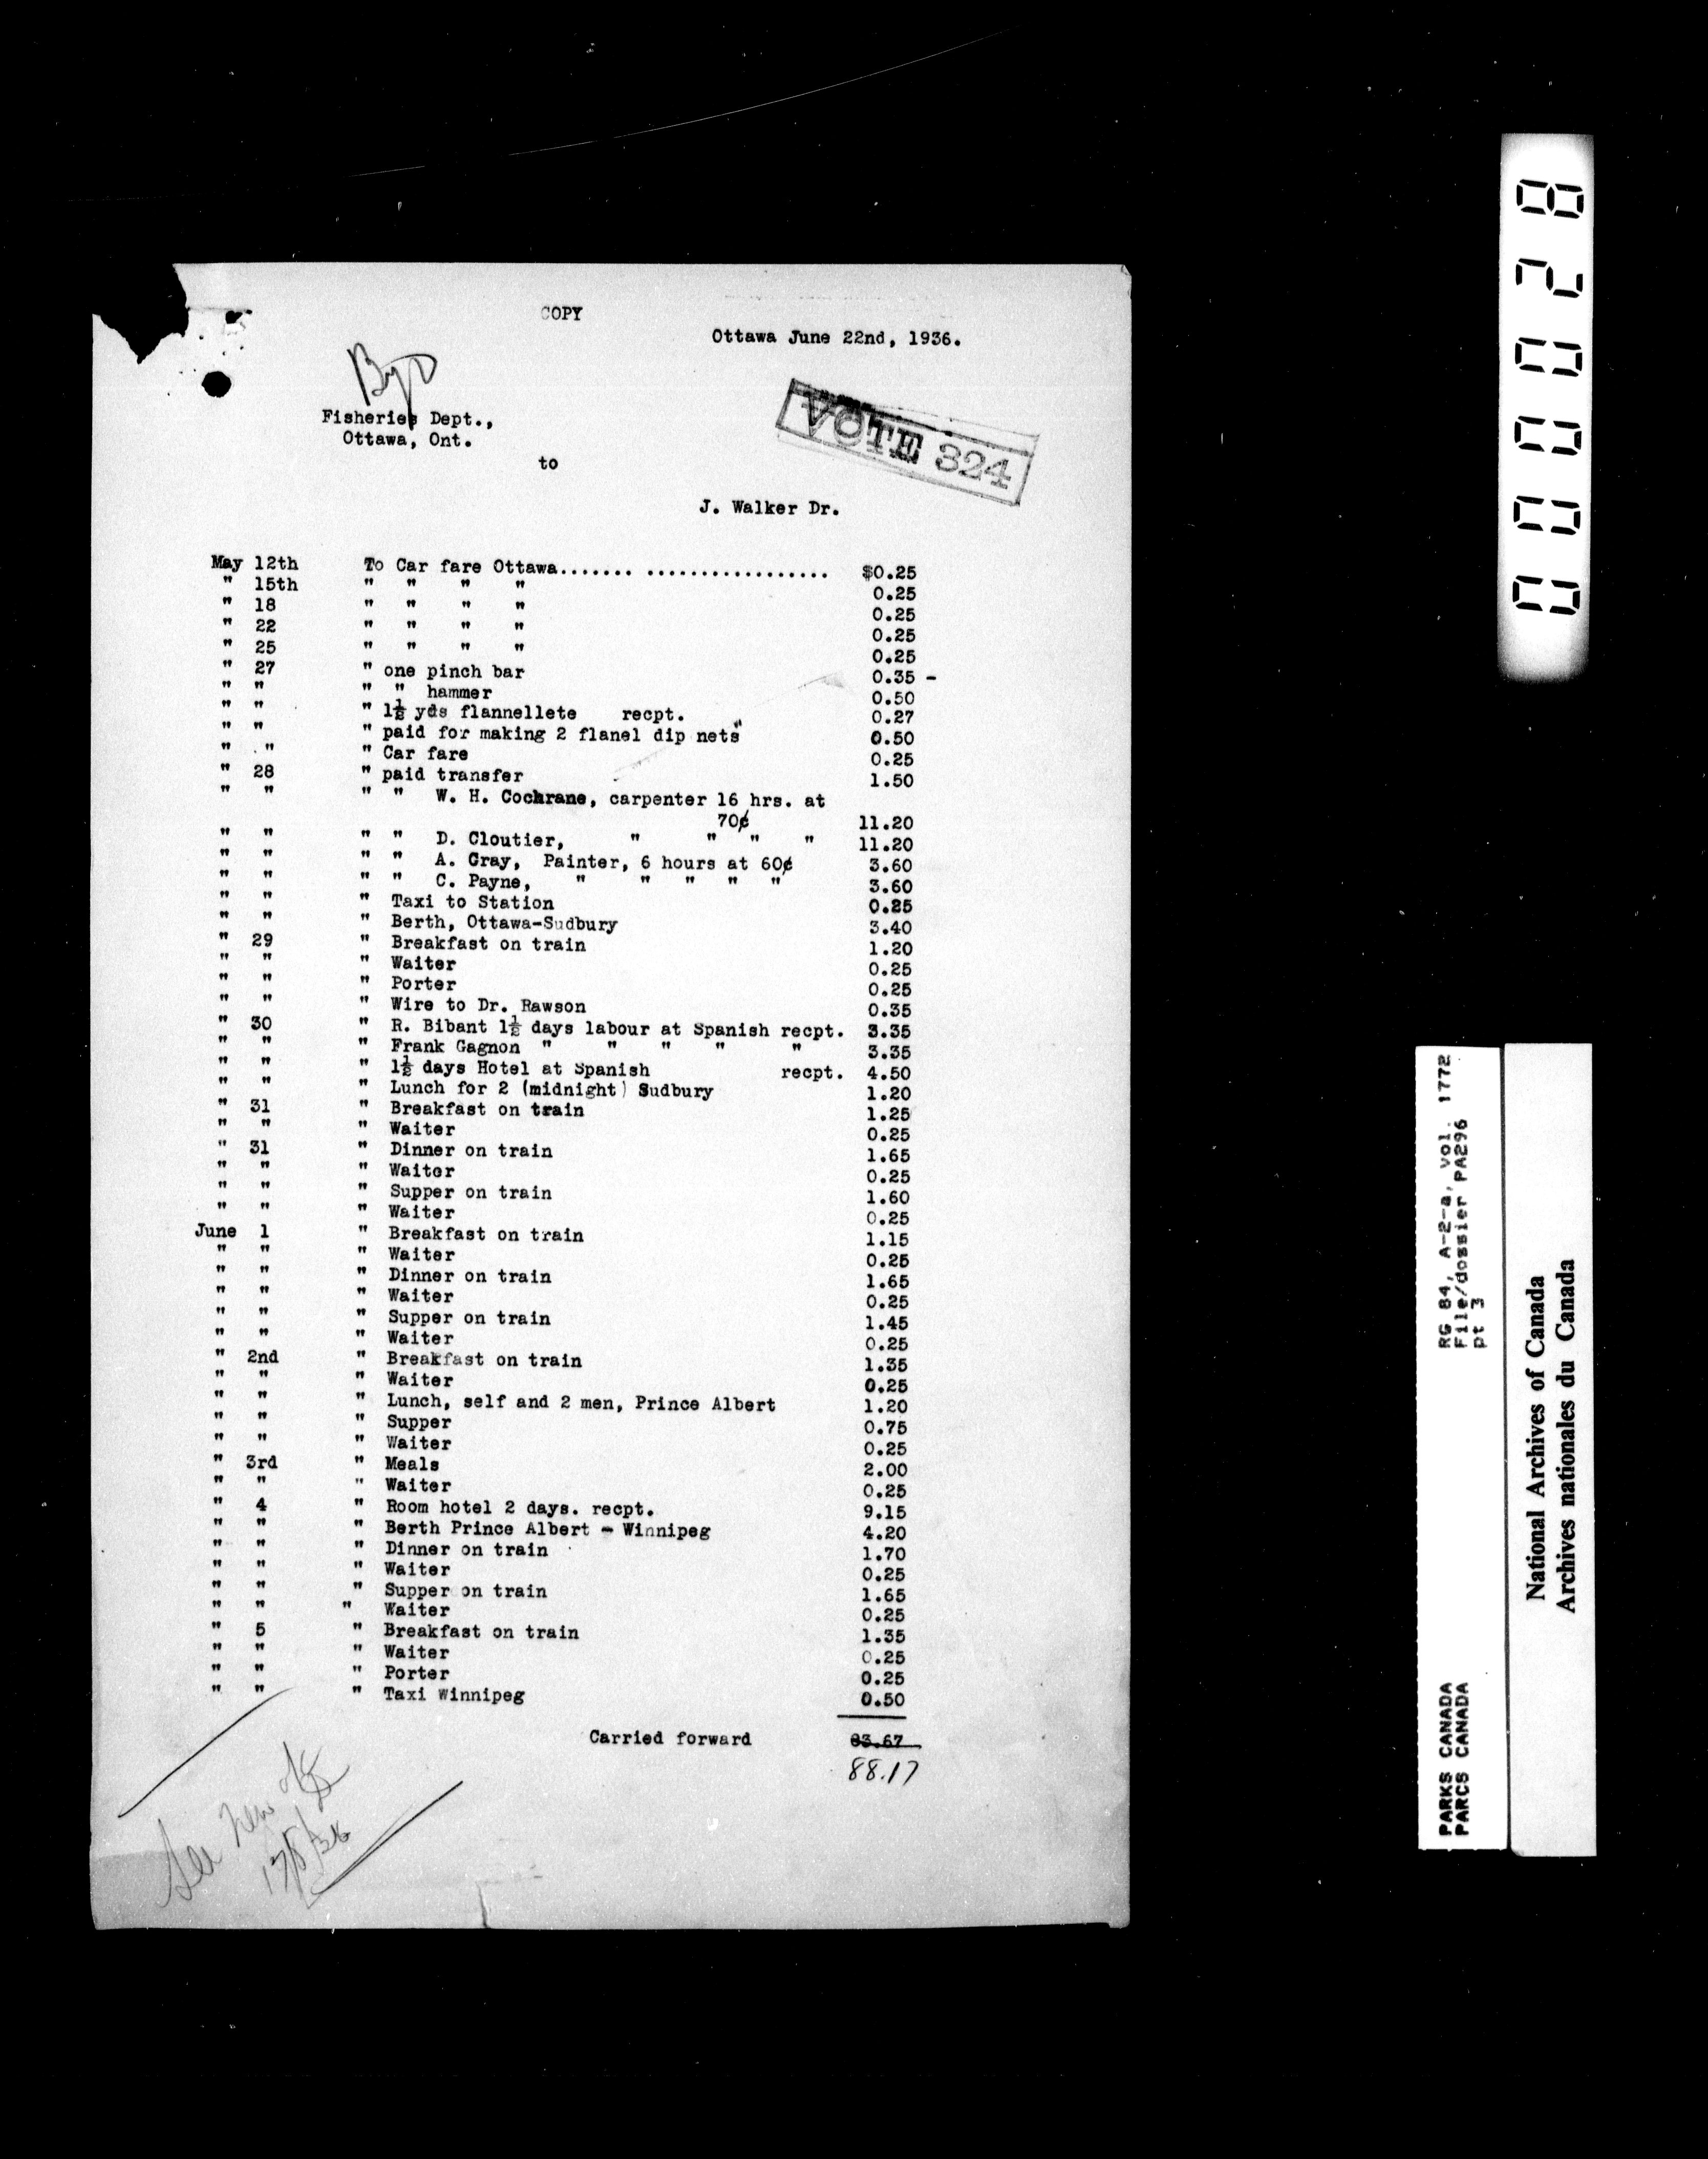 COPY
Ottawa June 22nd, 1936.
Fisheries Dept.,
Ottawa, Ont.
to
VOTE 324
J. Walker Dr.
May 12th To Car fare Ottawa....... ................. $0.25
" 15th " " " " 0.25
" 18 " " " " 0.25
" 22 " " " " 0.25
" 25 " " " " 0.25
" 27 " one pinch bar 0.35 -
" " " " hammer 0.50
" " " 1½ yds flannellete recpt. 0.27
" " " paid for making 2 flanel dip nets" 0.50
" " " Car fare 0.25
" 28 " paid transfer 1.50
" " " " W. H. Cochrane, carpenter 16 hrs. at
70¢ 11.20
" " " " D. Cloutier, " " " " 11.20
" " " " A. Gray, Painter, 6 hours at 60¢ 3.60
" " " " C. Payne, " " " " " 3.60
" " " Taxi to Station 0.25
" " " Berth, Ottawa-Sudbury 3.40
" 29 " Breakfast on train 1.20
" " " Waiter 0.25
" " " Porter 0.25
" " " Wire to Dr. Rawson 0.35
" 30 " R. Bibant 1½ days labour at Spanish recpt. 3.35
" " " Frank Gagnon " " " " " 3.35
" " " 1½ days Hotel at Spanish recpt. 4.50
" " " Lunch for 2 (midnight) Sudbury 1.20
" 31 " Breakfast on train 1.25
" " " Waiter 0.25
" 31 " Dinner on train 1.65
" " " Waiter 0.25
" " " Supper on train 1.60
" " " Waiter 0.25
June 1 " Breakfast on train 1.15
" " " Waiter 0.25
" " " Dinner on train 1.65
" " " Waiter 0.25
" " " Supper on train 1.45
" " " Waiter 0.25
" 2nd " Breakfast on train 1.35
" " " Waiter 0.25
" " " Lunch, self and 2 men, Prince Albert 1.20
" " " Supper 0.75
" " " Waiter 0.25
" 3rd " Meals 2.00
" " " Waiter 0.25
" 4 " Room hotel 2 days. recpt. 9.15
" " " Berth Prince Albert - Winnipeg 4.20
" " " Dinner on train 1.70
" " " Waiter 0.25
" " " Supper on train 1.65
" " " Waiter 0.25
" 5 " Breakfast on train 1.35
" " " Waiter 0.25
" " " Porter 0.25
" " " Taxi Winnipeg 0.50
Carried forward 83.67
88.17
See new
000028
RG 84, A-2-a, vol. 1772
File/dossier PA296
pt 3
PARKS CANADA
PARCS CANADA
National Archives of Canada
Archives nationales du Canada